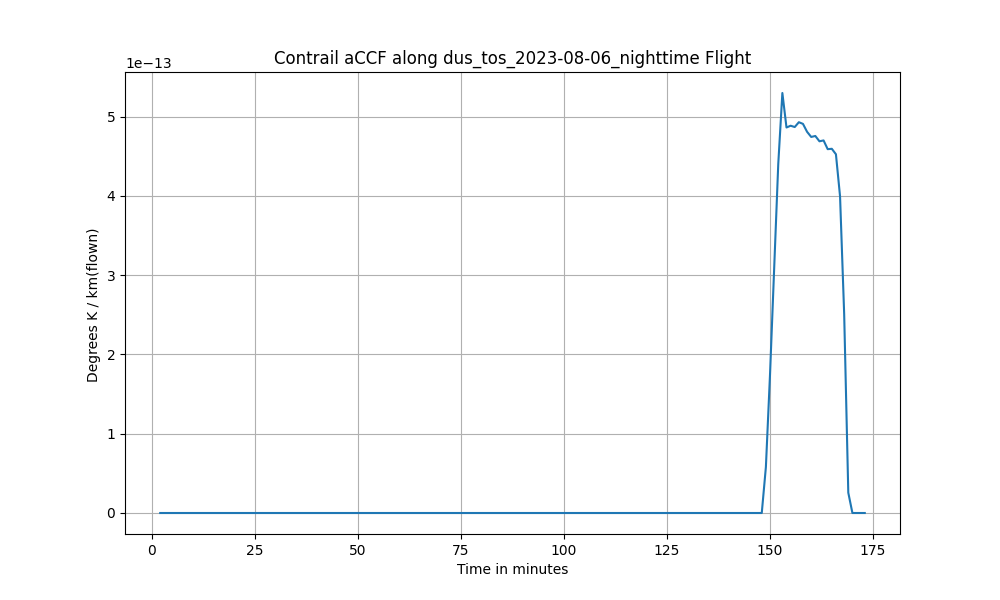 Contrail aCCF along dus_tos_2023-08-06_nighttime Flight
1e−13
5
4
3
2
1
0
Degrees K / km(flown)
0 25 50 75 100 125 150 175
Time in minutes